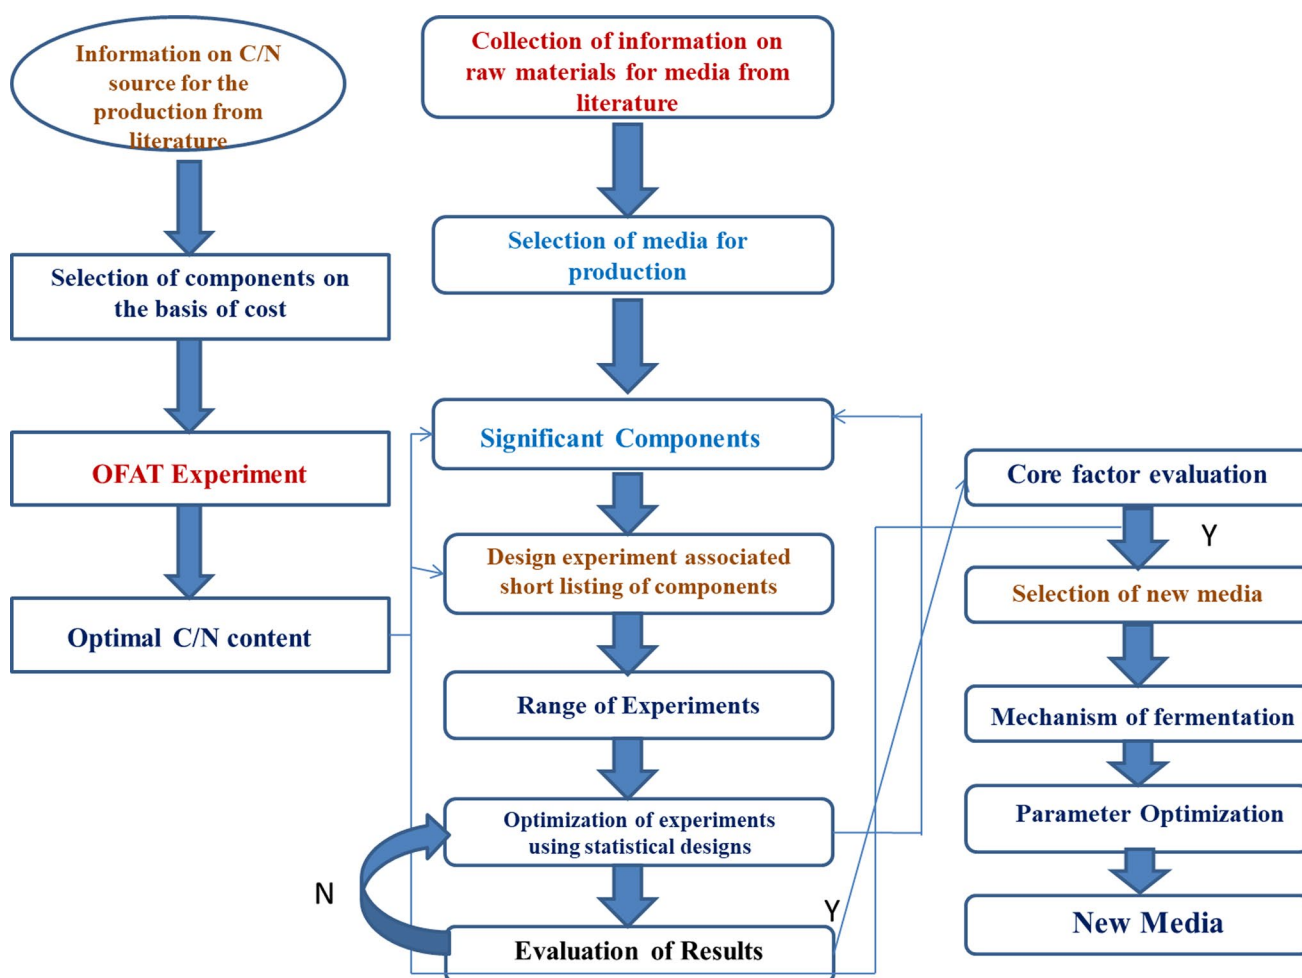 Information on C/N
source for the
production from
literature
Selection of components on
the basis of cost
OFAT Experiment
Optimal C/N content
Collection of information on
raw materials for media from
literature
Selection of media for
production
Significant Components
Design experiment associated
short listing of components
Range of Experiments
Optimization of experiments
using statistical designs
N
Y
Evaluation of Results
Core factor evaluation
Y
Selection of new media
Mechanism of fermentation
Parameter Optimization
New Media